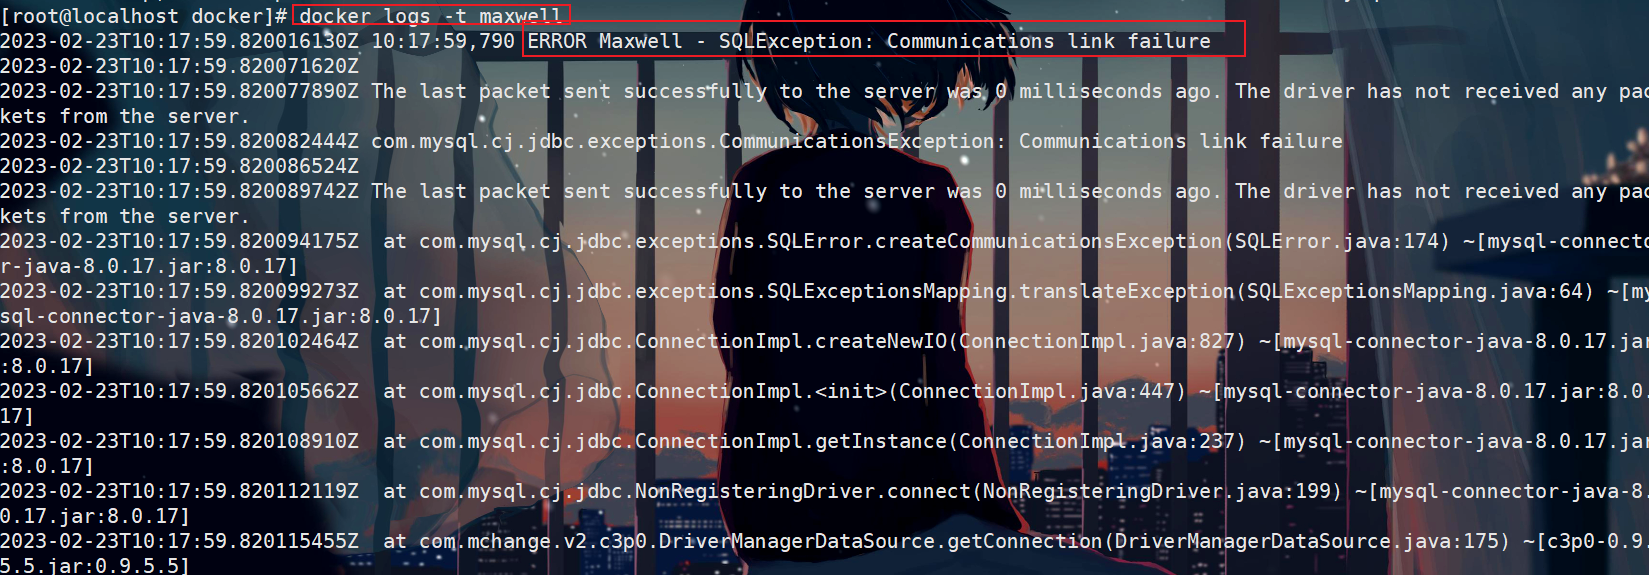 [root@localhost docker]# docker logs -t maxwell
2023-02-23T10:17:59.820016130Z 10:17:59,790 ERROR Maxwell - SQLException: Communications link failure
2023-02-23T10:17:59.820071620Z
2023-02-23T10:17:59.820077890Z The last packet sent successfully to the server was 0 milliseconds ago. The driver has not received any pac
kets from the server.
2023-02-23T10:17:59.820082444Z com.mysql.cj.jdbc.exceptions.CommunicationsException: Communications link failure
2023-02-23T10:17:59.820086524Z
2023-02-23T10:17:59.820089742Z The last packet sent successfully to the server was 0 milliseconds ago. The driver has not received any pac
kets from the server.
2023-02-23T10:17:59.820094175Z  at com.mysql.cj.jdbc.exceptions.SQLError.createCommunicationsException(SQLError.java:174) ~[mysql-connecto
r-java-8.0.17.jar:8.0.17]
2023-02-23T10:17:59.820099273Z  at com.mysql.cj.jdbc.exceptions.SQLExceptionsMapping.translateException(SQLExceptionsMapping.java:64) ~[my
sql-connector-java-8.0.17.jar:8.0.17]
2023-02-23T10:17:59.820102464Z  at com.mysql.cj.jdbc.ConnectionImpl.createNewIO(ConnectionImpl.java:827) ~[mysql-connector-java-8.0.17.jar
:8.0.17]
2023-02-23T10:17:59.820105662Z  at com.mysql.cj.jdbc.ConnectionImpl.<init>(ConnectionImpl.java:447) ~[mysql-connector-java-8.0.17.jar:8.0.
17]
2023-02-23T10:17:59.820108910Z  at com.mysql.cj.jdbc.ConnectionImpl.getInstance(ConnectionImpl.java:237) ~[mysql-connector-java-8.0.17.jar
:8.0.17]
2023-02-23T10:17:59.820112119Z  at com.mysql.cj.jdbc.NonRegisteringDriver.connect(NonRegisteringDriver.java:199) ~[mysql-connector-java-8.
0.17.jar:8.0.17]
2023-02-23T10:17:59.820115455Z  at com.mchange.v2.c3p0.DriverManagerDataSource.getConnection(DriverManagerDataSource.java:175) ~[c3p0-0.9.
5.5.jar:0.9.5.5]